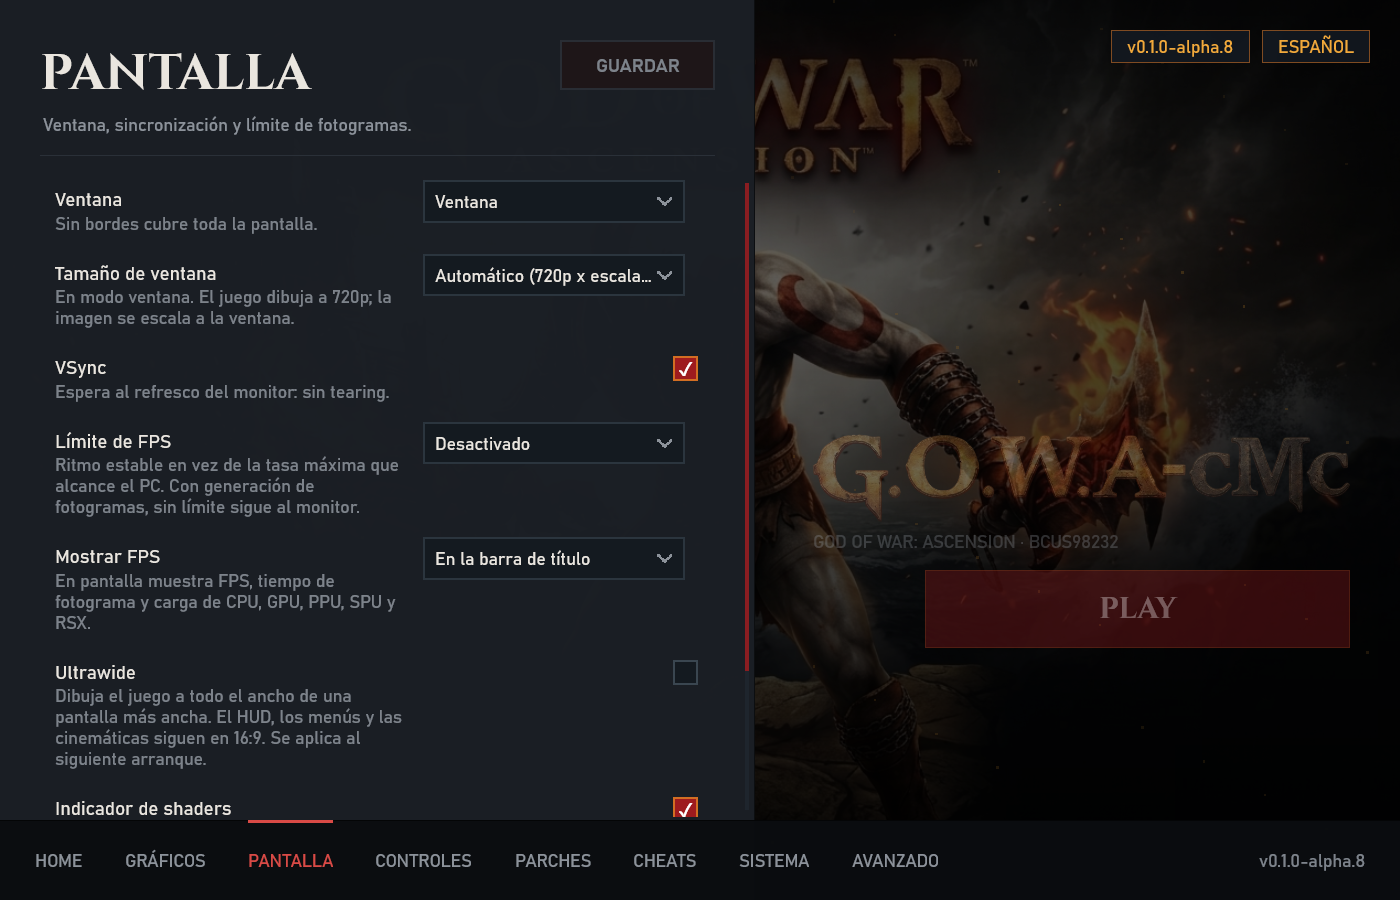 PANTALLA
GUARDAR
Ventana, sincronización y límite de fotogramas.
v0.1.0-alpha.8
ESPAÑOL
WAR™
ION™
Ventana
Sin bordes cubre toda la pantalla.
Ventana
Tamaño de ventana
En modo ventana. El juego dibuja a 720p; la
imagen se escala a la ventana.
Automático (720p x escala...
VSync
Espera al refresco del monitor: sin tearing.
Límite de FPS
Ritmo estable en vez de la tasa máxima que
alcance el PC. Con generación de
fotogramas, sin límite sigue al monitor.
Desactivado
Mostrar FPS
En pantalla muestra FPS, tiempo de
fotograma y carga de CPU, GPU, PPU, SPU y
RSX.
En la barra de título
Ultrawide
Dibuja el juego a todo el ancho de una
pantalla más ancha. El HUD, los menús y las
cinemáticas siguen en 16:9. Se aplica al
siguiente arranque.
Indicador de shaders
G.O.W.A-cMc
GOD OF WAR: ASCENSION · BCUS98232
PLAY
HOME
GRÁFICOS
PANTALLA
CONTROLES
PARCHES
CHEATS
SISTEMA
AVANZADO
v0.1.0-alpha.8